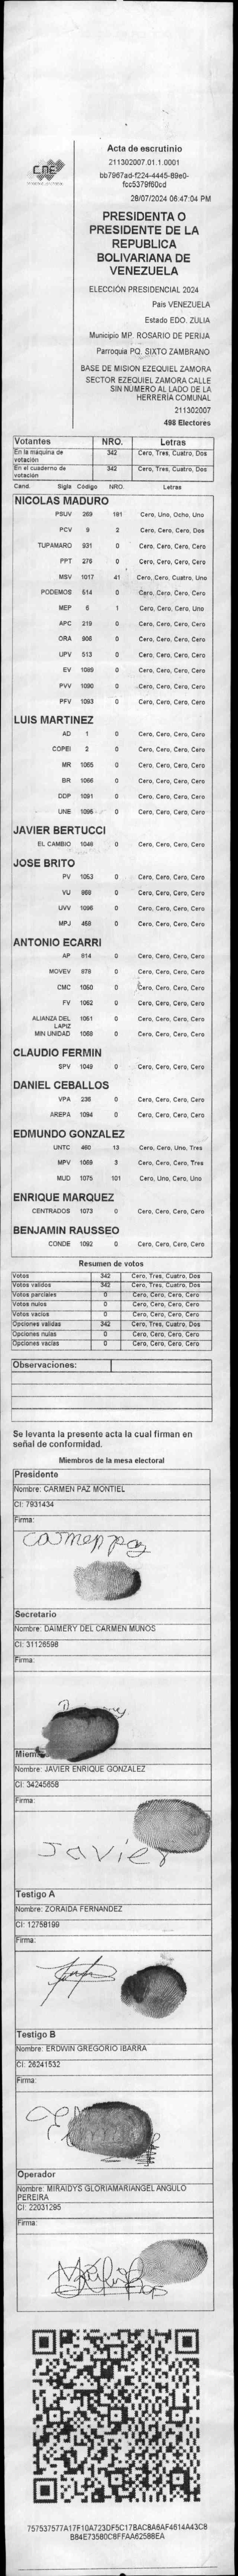 Acta de escrutinio
211302007.01.1.0001
bb7967ad-f224-4445-89e0-
fcc5379f60cd
28/07/2024 06:47:04 PM
CNE
PRESIDENTA O
PRESIDENTE DE LA
REPUBLICA
BOLIVARIANA DE
VENEZUELA
ELECCIÓN PRESIDENCIAL 2024
País VENEZUELA
Estado EDO. ZULIA
Municipio MP. ROSARIO DE PERIJA
Parroquia PQ. SIXTO ZAMBRANO
BASE DE MISION EZEQUIEL ZAMORA
SECTOR EZEQUIEL ZAMORA CALLE
SIN NÚMERO AL LADO DE LA
HERRERÍA COMUNAL
211302007
498 Electores
Votantes NRO. Letras
En la máquina de votación 342 Cero, Tres, Cuatro, Dos
En el cuaderno de votación 342 Cero, Tres, Cuatro, Dos
Cand. Sigla Código NRO. Letras
NICOLAS MADURO
PSUV 269 181 Cero, Uno, Ocho, Uno
PCV 9 2 Cero, Cero, Cero, Dos
TUPAMARO 931 0 Cero, Cero, Cero, Cero
PPT 276 0 Cero, Cero, Cero, Cero
MSV 1017 41 Cero, Cero, Cuatro, Uno
PODEMOS 514 0 Cero, Cero, Cero, Cero
MEP 6 1 Cero, Cero, Cero, Uno
APC 219 0 Cero, Cero, Cero, Cero
ORA 906 0 Cero, Cero, Cero, Cero
UPV 513 0 Cero, Cero, Cero, Cero
EV 1089 0 Cero, Cero, Cero, Cero
PVV 1090 0 Cero, Cero, Cero, Cero
PFV 1093 0 Cero, Cero, Cero, Cero
LUIS MARTINEZ
AD 1 0 Cero, Cero, Cero, Cero
COPEI 2 0 Cero, Cero, Cero, Cero
MR 1065 0 Cero, Cero, Cero, Cero
BR 1066 0 Cero, Cero, Cero, Cero
DDP 1091 0 Cero, Cero, Cero, Cero
UNE 1095 0 Cero, Cero, Cero, Cero
JAVIER BERTUCCI
EL CAMBIO 1048 0 Cero, Cero, Cero, Cero
JOSE BRITO
PV 1053 0 Cero, Cero, Cero, Cero
VU 868 0 Cero, Cero, Cero, Cero
UVV 1096 0 Cero, Cero, Cero, Cero
MPJ 458 0 Cero, Cero, Cero, Cero
ANTONIO ECARRI
AP 814 0 Cero, Cero, Cero, Cero
MOVEV 878 0 Cero, Cero, Cero, Cero
CMC 1050 0 Cero, Cero, Cero, Cero
FV 1062 0 Cero, Cero, Cero, Cero
ALIANZA DEL LAPIZ 1051 0 Cero, Cero, Cero, Cero
MIN UNIDAD 1068 0 Cero, Cero, Cero, Cero
CLAUDIO FERMIN
SPV 1049 0 Cero, Cero, Cero, Cero
DANIEL CEBALLOS
VPA 236 0 Cero, Cero, Cero, Cero
AREPA 1094 0 Cero, Cero, Cero, Cero
EDMUNDO GONZALEZ
UNTC 460 13 Cero, Cero, Uno, Tres
MPV 1069 3 Cero, Cero, Cero, Tres
MUD 1075 101 Cero, Uno, Cero, Uno
ENRIQUE MARQUEZ
CENTRADOS 1073 0 Cero, Cero, Cero, Cero
BENJAMIN RAUSSEO
CONDE 1092 0 Cero, Cero, Cero, Cero
Resumen de votos
Votos 342 Cero, Tres, Cuatro, Dos
Votos validos 342 Cero, Tres, Cuatro, Dos
Votos parciales 0 Cero, Cero, Cero, Cero
Votos nulos 0 Cero, Cero, Cero, Cero
Votos vacios 0 Cero, Cero, Cero, Cero
Opciones validas 342 Cero, Tres, Cuatro, Dos
Opciones nulas 0 Cero, Cero, Cero, Cero
Opciones vacias 0 Cero, Cero, Cero, Cero
Observaciones:
Se levanta la presente acta la cual firman en
señal de conformidad.
Miembros de la mesa electoral
Presidente
Nombre: CARMEN PAZ MONTIEL
CI: 7931434
Firma:
Carmen paz
Secretario
Nombre: DAIMERY DEL CARMEN MUNOS
CI: 31126598
Firma:
Nombre: JAVIER ENRIQUE GONZALEZ
CI: 34245658
Firma:
Javier
Testigo A
Nombre: ZORAIDA FERNANDEZ
CI: 12758199
Firma:
Testigo B
Nombre: ERDWIN GREGORIO IBARRA
CI: 26241532
Firma:
Operador
Nombre: MIRAIDYS GLORIAMARIANGEL ANGULO
PEREIRA
CI: 22031295
Firma:
757537577A17F10A723DF5C17BAC8A6AF4614A43C8
B84E73580C8FFAA62588EA